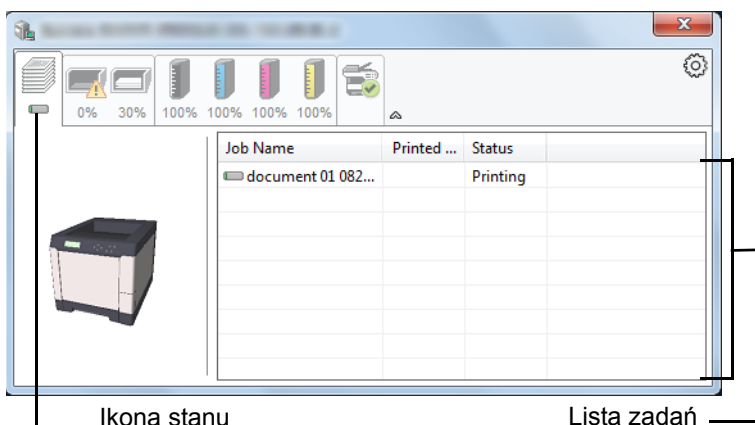 0% 30% 100% 100% 100% 100%
Job Name Printed ... Status
document 01 082... Printing
Ikona stanu
Lista zadań